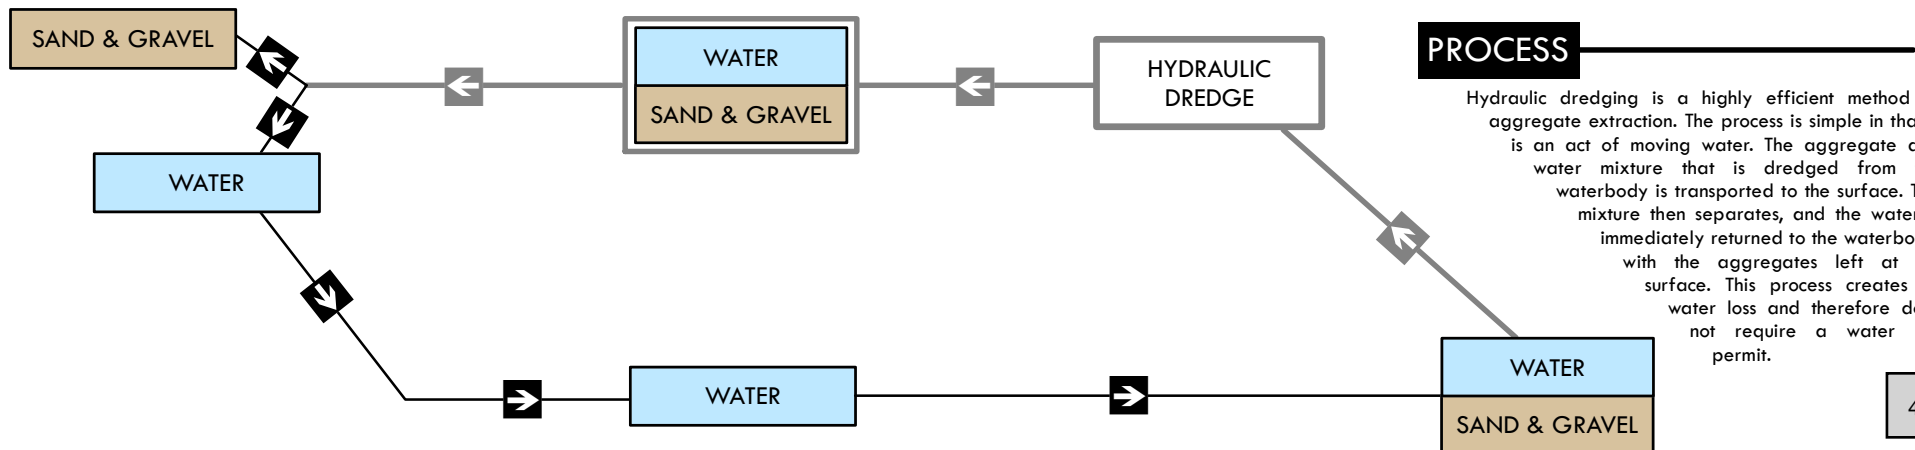 SAND & GRAVEL
WATER
SAND & GRAVEL
HYDRAULIC
DREDGE
WATER
WATER
WATER
SAND & GRAVEL
PROCESS
Hydraulic dredging is a highly efficient method
aggregate extraction. The process is simple in
is an act of moving water. The aggregate
water mixture that is dredged from
waterbody is transported to the surface.
mixture then separates, and the
immediately returned to the
with the aggregates left at
surface. This process creates
water loss and therefore
not require a water
permit.